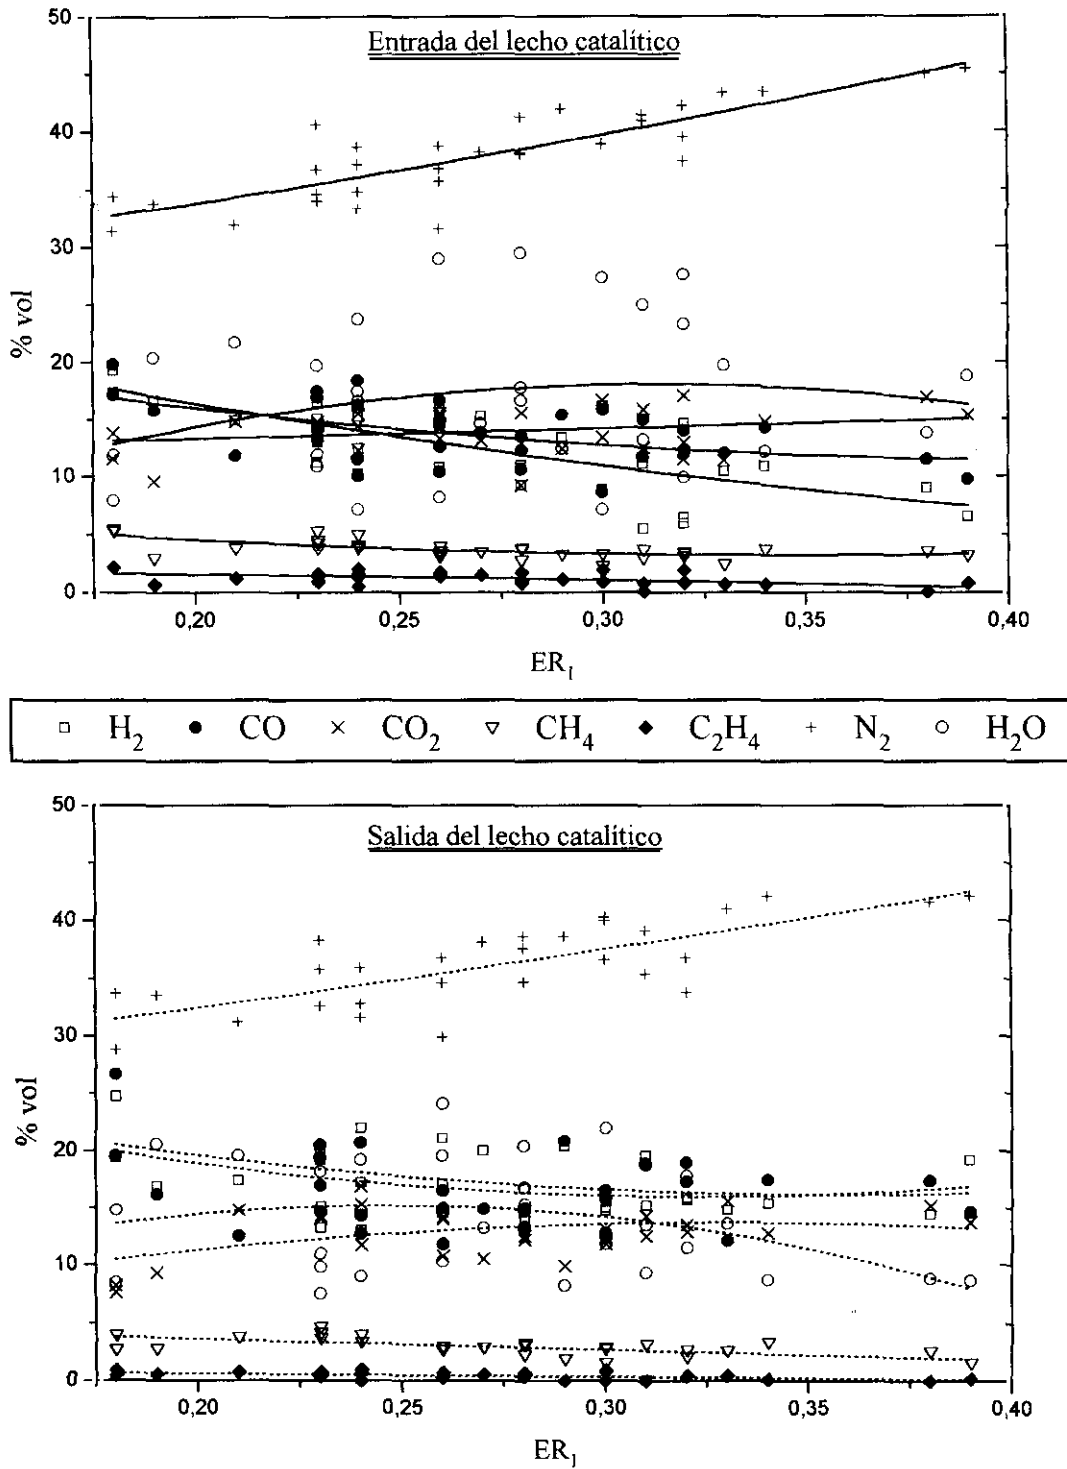 Entrada del lecho catalítico
50
40
30
20
10
0
% vol
0,20 0,25 0,30 0,35 0,40
ER₁
H₂ CO CO₂ CH₄ C₂H₄ N₂ H₂O
Salida del lecho catalítico
50
40
30
20
10
0
% vol
0,20 0,25 0,30 0,35 0,40
ER₁